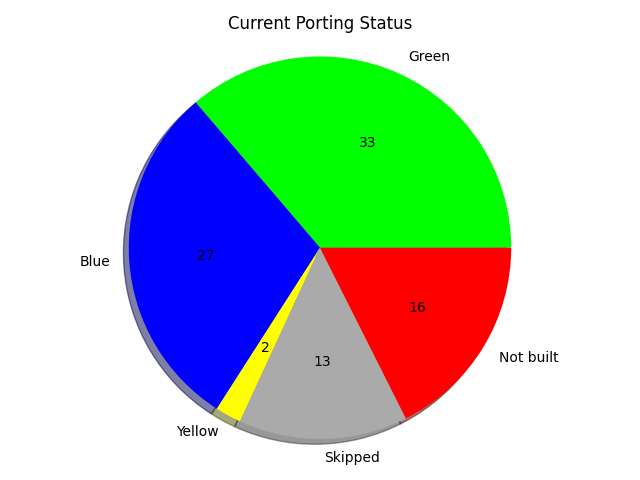 Current Porting Status
Green
33
Blue
27
2
Yellow
13
Skipped
16
Not built